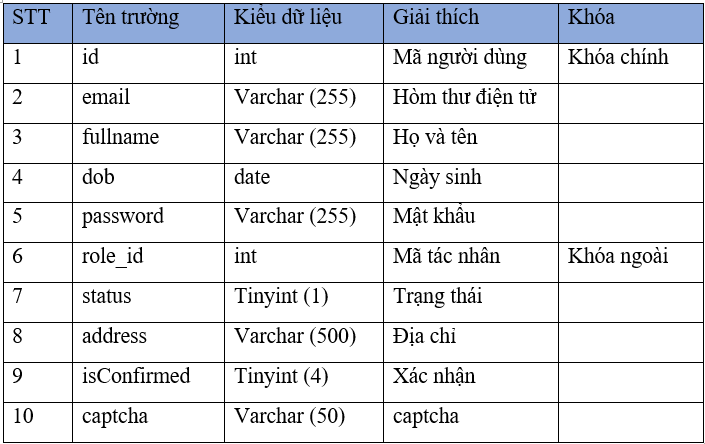 STT Tên trường Kiểu dữ liệu Giải thích Khóa
1 id int Mã người dùng Khóa chính
2 email Varchar (255) Hòm thư điện tử
3 fullname Varchar (255) Họ và tên
4 dob date Ngày sinh
5 password Varchar (255) Mật khẩu
6 role_id int Mã tác nhân Khóa ngoài
7 status Tinyint (1) Trạng thái
8 address Varchar (500) Địa chỉ
9 isConfirmed Tinyint (4) Xác nhận
10 captcha Varchar (50) captcha